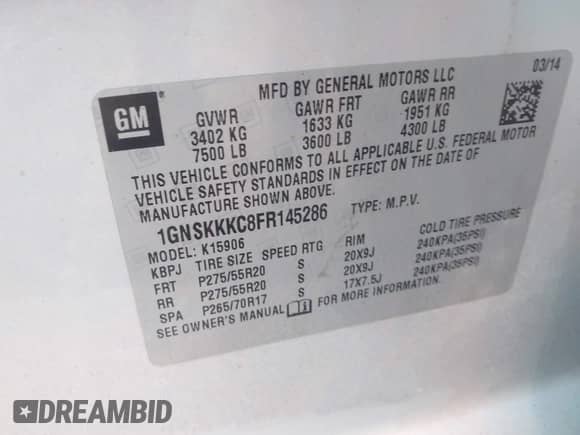 MFD BY GENERAL MOTORS LLC 03/14
GM
GVWR GAWR FRT GAWR RR
3402 KG 1633 KG 1951 KG
7500 LB 3600 LB 4300 LB
THIS VEHICLE CONFORMS TO ALL APPLICABLE U.S. FEDERAL MOTOR
VEHICLE SAFETY STANDARDS IN EFFECT ON THE DATE OF
MANUFACTURE SHOWN ABOVE.
1GNSKKKC8FR145286 TYPE: M.P.V.
MODEL: K15906
KBPJ TIRE SIZE SPEED RTG RIM COLD TIRE PRESSURE
FRT P275/55R20 S 20X9J 240KPA(35PSI)
RR P275/55R20 S 20X9J 240KPA(35PSI)
SPA P265/70R17 S 17X7.5J 240KPA(35PSI)
SEE OWNER'S MANUAL FOR MORE INFORMATION.
DREAMBID